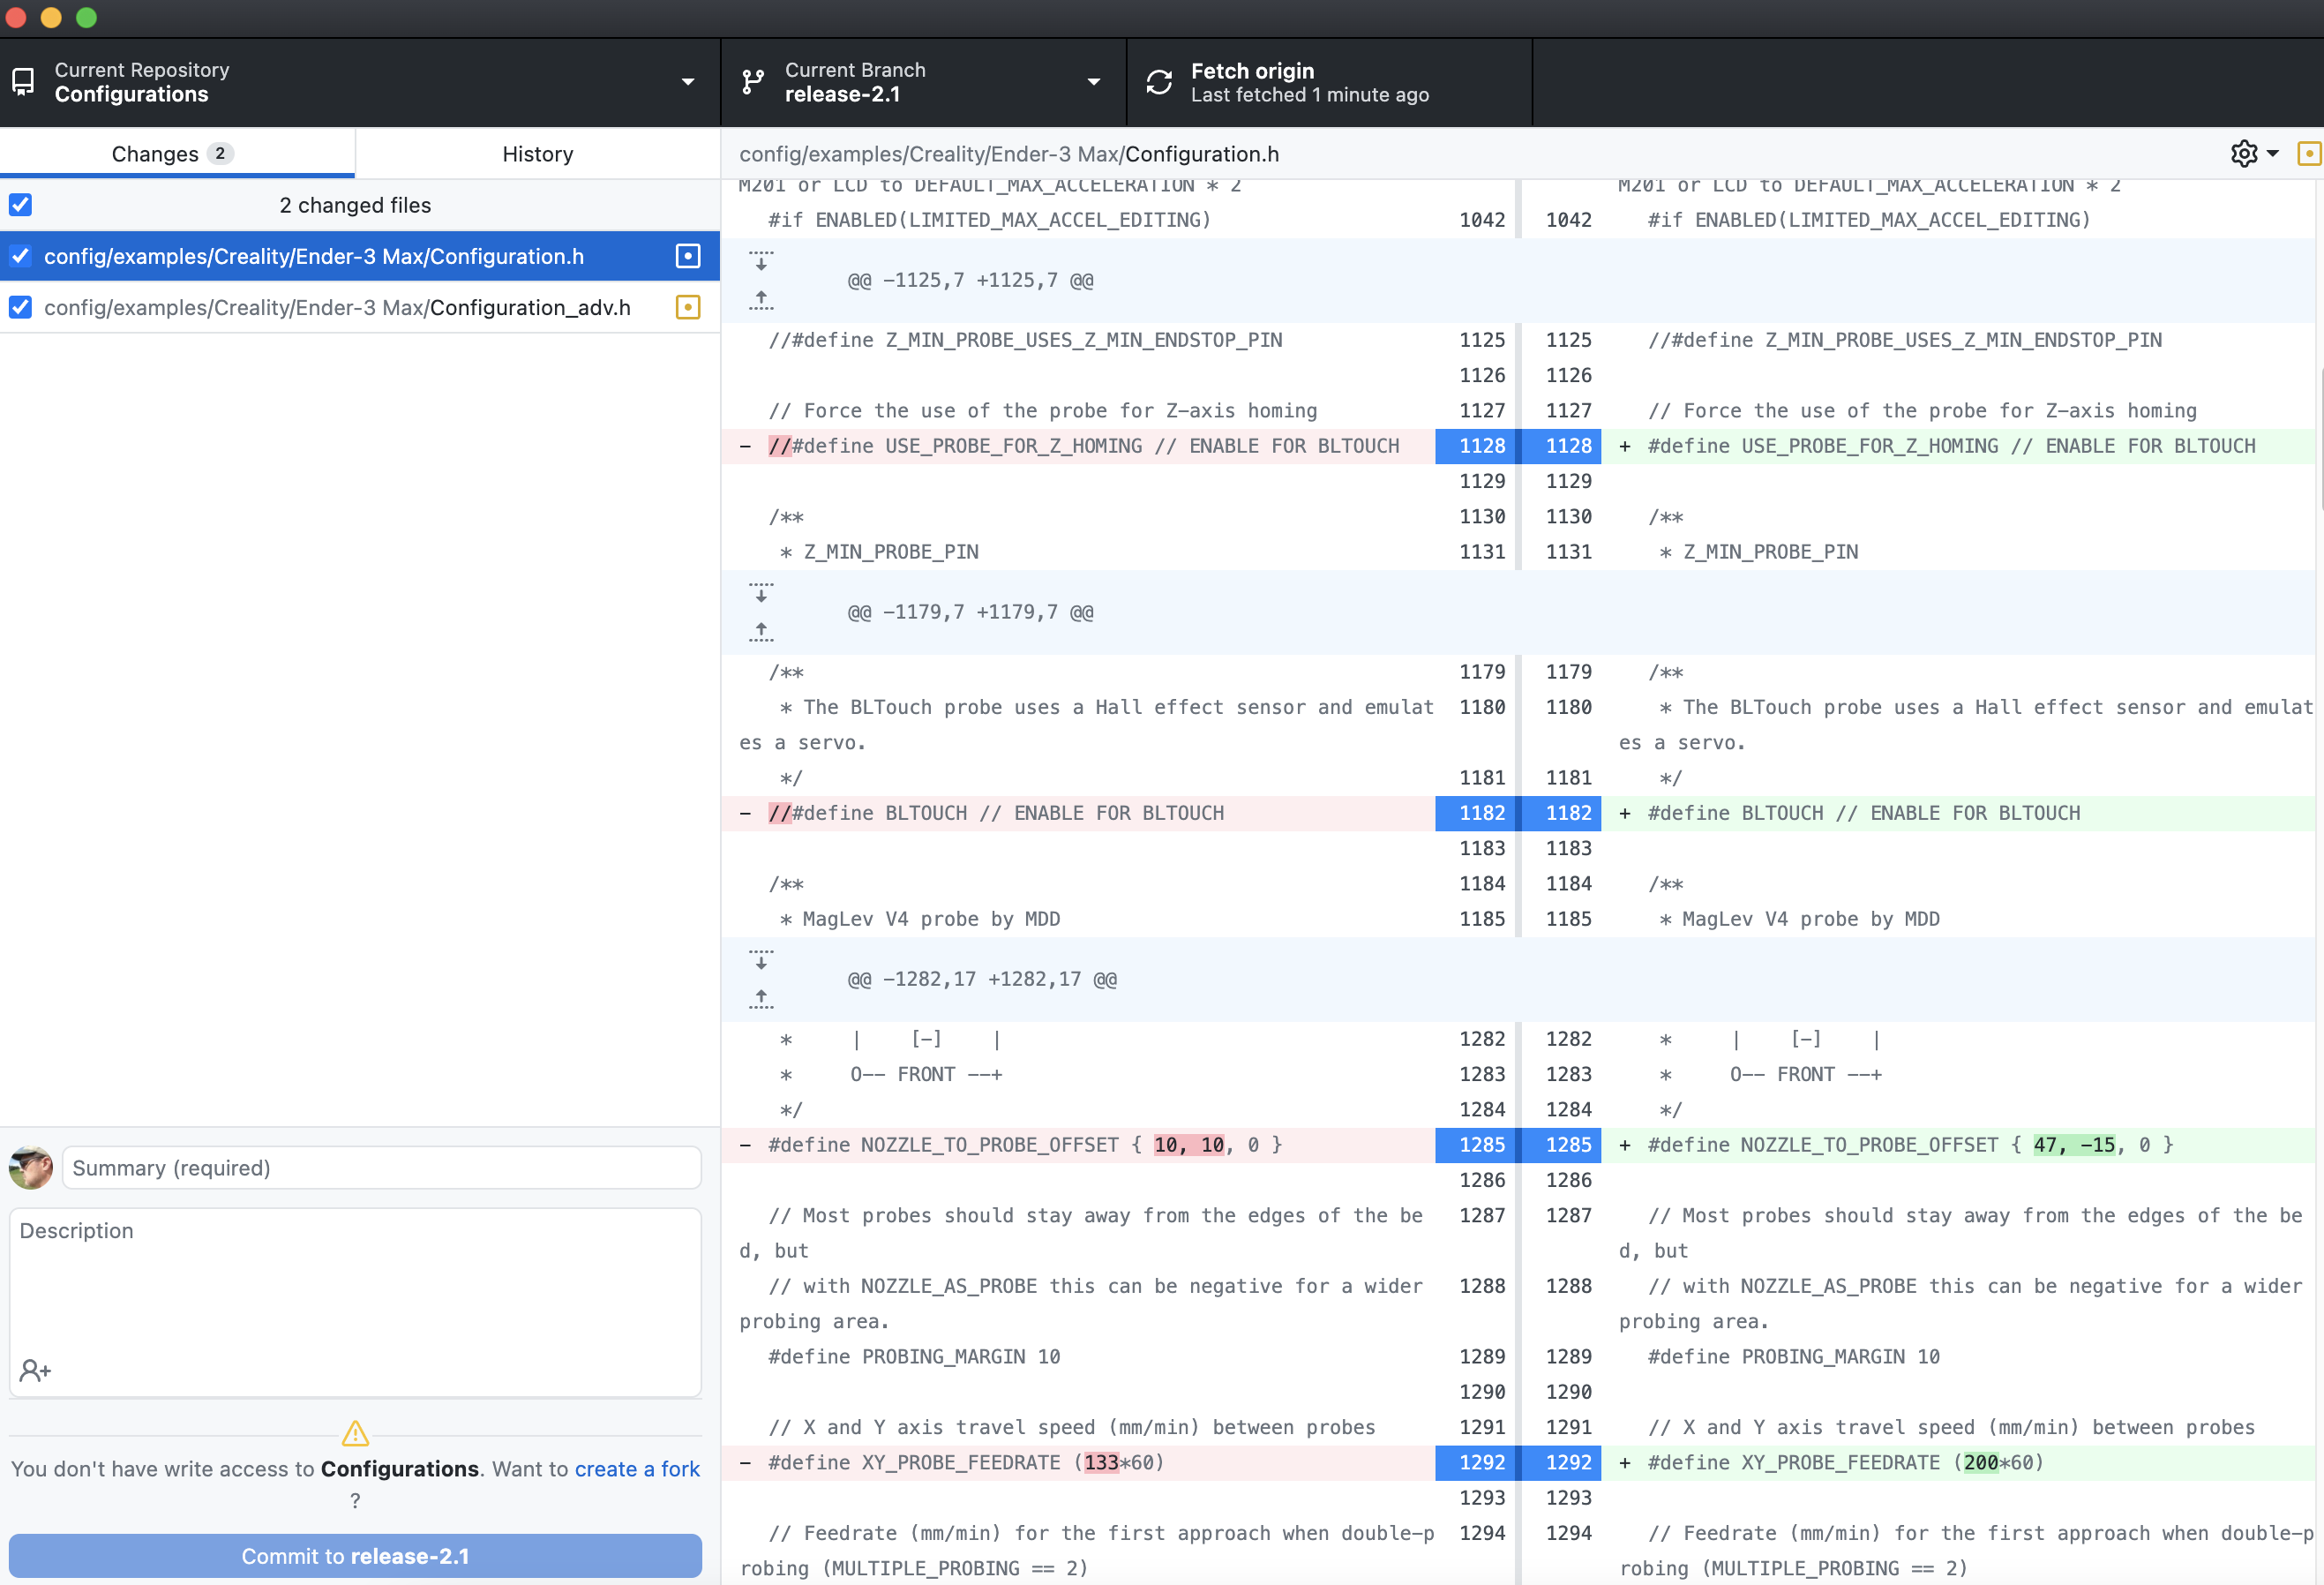 Current Repository
Configurations
Current Branch
release-2.1
Fetch origin
Last fetched 1 minute ago
Changes 2
History
2 changed files
config/examples/Creality/Ender-3 Max/Configuration.h
config/examples/Creality/Ender-3 Max/Configuration_adv.h
Summary (required)
Description
You don't have write access to Configurations. Want to create a fork
?
Commit to release-2.1
config/examples/Creality/Ender-3 Max/Configuration.h
M201 or LCD to DEFAULT_MAX_ACCELERATION * 2 M201 or LCD to DEFAULT_MAX_ACCELERATION * 2
#if ENABLED(LIMITED_MAX_ACCEL_EDITING) 1042 1042 #if ENABLED(LIMITED_MAX_ACCEL_EDITING)
@@ -1125,7 +1125,7 @@
//#define Z_MIN_PROBE_USES_Z_MIN_ENDSTOP_PIN 1125 1125 //#define Z_MIN_PROBE_USES_Z_MIN_ENDSTOP_PIN
1126 1126
// Force the use of the probe for Z-axis homing 1127 1127 // Force the use of the probe for Z-axis homing
- //#define USE_PROBE_FOR_Z_HOMING // ENABLE FOR BLTOUCH 1128 1128 + #define USE_PROBE_FOR_Z_HOMING // ENABLE FOR BLTOUCH
1129 1129
/** 1130 1130 /**
* Z_MIN_PROBE_PIN 1131 1131 * Z_MIN_PROBE_PIN
@@ -1179,7 +1179,7 @@
/** 1179 1179 /**
* The BLTouch probe uses a Hall effect sensor and emulat 1180 1180 * The BLTouch probe uses a Hall effect sensor and emulat
es a servo. es a servo.
*/ 1181 1181 */
- //#define BLTOUCH // ENABLE FOR BLTOUCH 1182 1182 + #define BLTOUCH // ENABLE FOR BLTOUCH
1183 1183
/** 1184 1184 /**
* MagLev V4 probe by MDD 1185 1185 * MagLev V4 probe by MDD
@@ -1282,17 +1282,17 @@
* | [-] | 1282 1282 * | [-] |
* O-- FRONT --+ 1283 1283 * O-- FRONT --+
*/ 1284 1284 */
- #define NOZZLE_TO_PROBE_OFFSET { 10, 10, 0 } 1285 1285 + #define NOZZLE_TO_PROBE_OFFSET { 47, -15, 0 }
1286 1286
// Most probes should stay away from the edges of the be 1287 1287 // Most probes should stay away from the edges of the be
d, but d, but
// with NOZZLE_AS_PROBE this can be negative for a wider 1288 1288 // with NOZZLE_AS_PROBE this can be negative for a wider
probing area. probing area.
#define PROBING_MARGIN 10 1289 1289 #define PROBING_MARGIN 10
1290 1290
// X and Y axis travel speed (mm/min) between probes 1291 1291 // X and Y axis travel speed (mm/min) between probes
- #define XY_PROBE_FEEDRATE (133*60) 1292 1292 + #define XY_PROBE_FEEDRATE (200*60)
1293 1293
// Feedrate (mm/min) for the first approach when double-p 1294 1294 // Feedrate (mm/min) for the first approach when double-p
robing (MULTIPLE_PROBING == 2) robing (MULTIPLE_PROBING == 2)